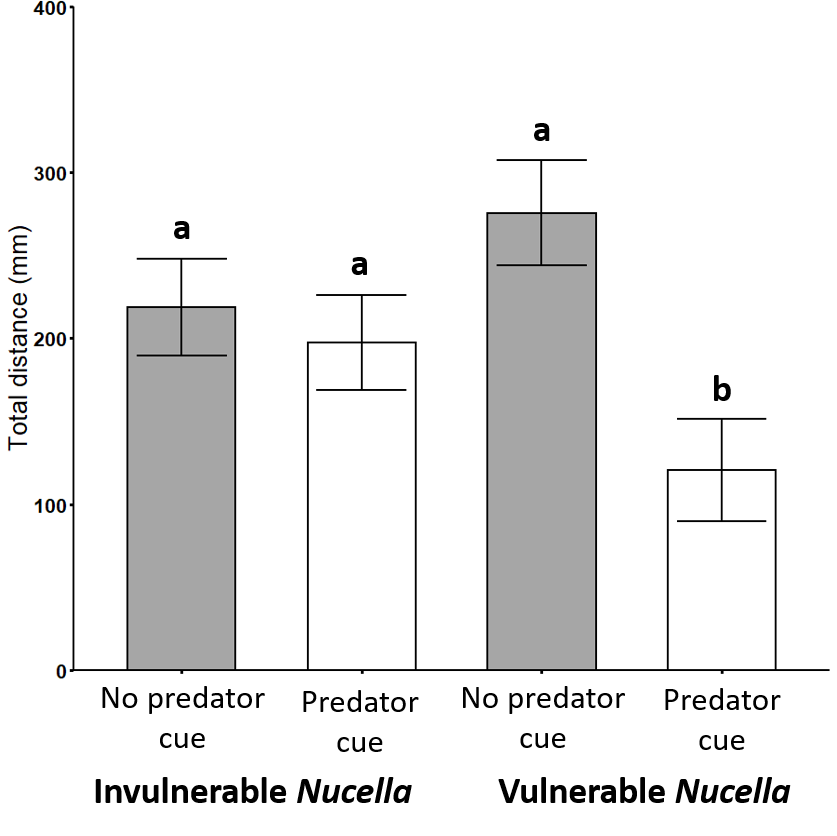 400
300
200
100
0
Total distance (mm)
a
a
a
b
No predator cue
Predator cue
No predator cue
Predator cue
Invulnerable Nucella
Vulnerable Nucella